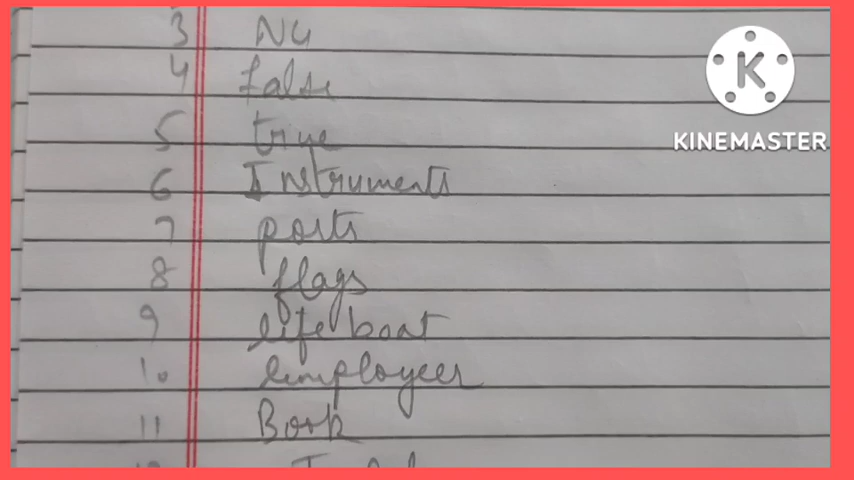 3 NG
4 false
5 true
6 Instruments
7 ports
8 flags
9 life boat
10 employees
11 Book
K
KINEMASTER